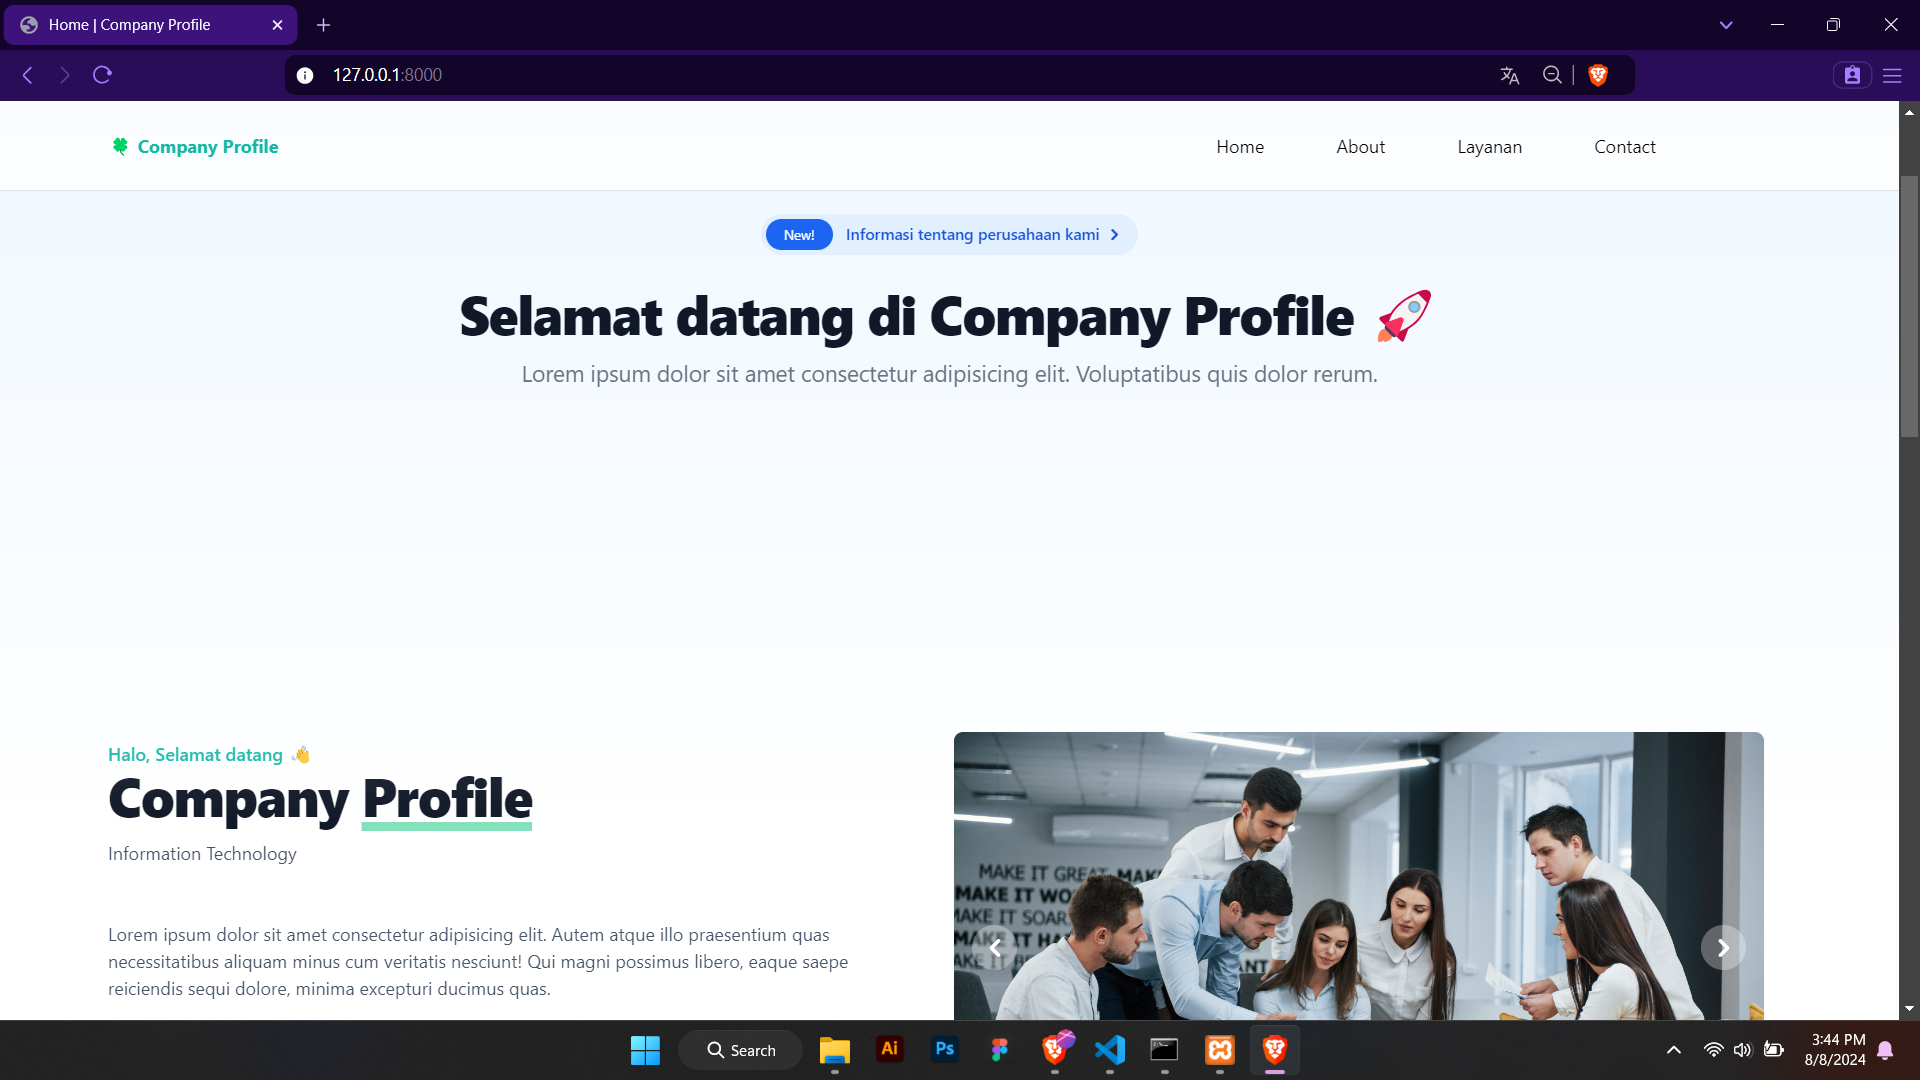 Home | Company Profile
127.0.0.1:8000
Company Profile
Home
About
Layanan
Contact
New!
Informasi tentang perusahaan kami
Selamat datang di Company Profile 🚀
Lorem ipsum dolor sit amet consectetur adipisicing elit. Voluptatibus quis dolor rerum.
Halo, Selamat datang 👋
Company Profile
Information Technology
Lorem ipsum dolor sit amet consectetur adipisicing elit. Autem atque illo praesentium quas
necessitatibus aliquam minus cum veritatis nesciunt! Qui magni possimus libero, eaque saepe
reiciendis sequi dolore, minima excepturi ducimus quas.
MAKE IT GREAT MAK
MAKE IT WO
MAKE IT SOAR
MAKE IT HA
Search
Ai
Ps
3:44 PM
8/8/2024